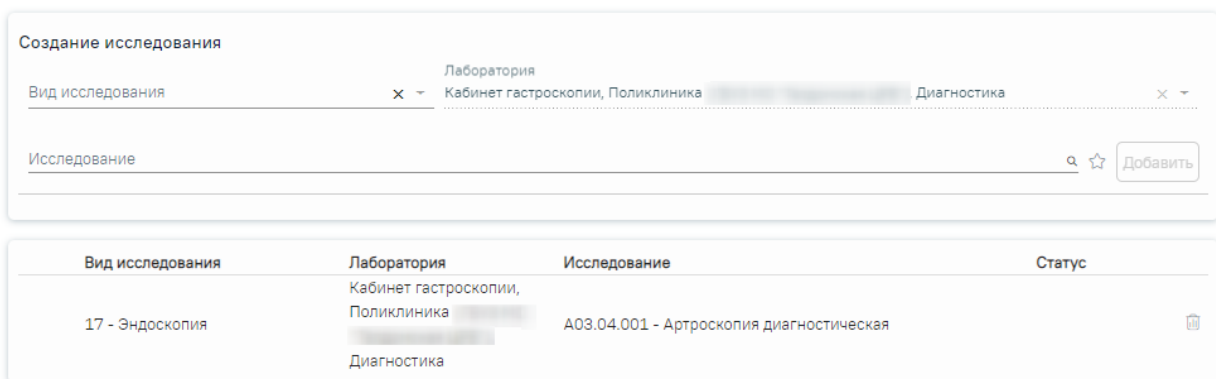 Создание исследования
Лаборатория
Вид исследования Кабинет гастроскопии, Поликлиника Диагностика
Исследование Добавить
Вид исследования Лаборатория Исследование Статус
Кабинет гастроскопии,
Поликлиника
17 - Эндоскопия A03.04.001 - Артроскопия диагностическая
Диагностика